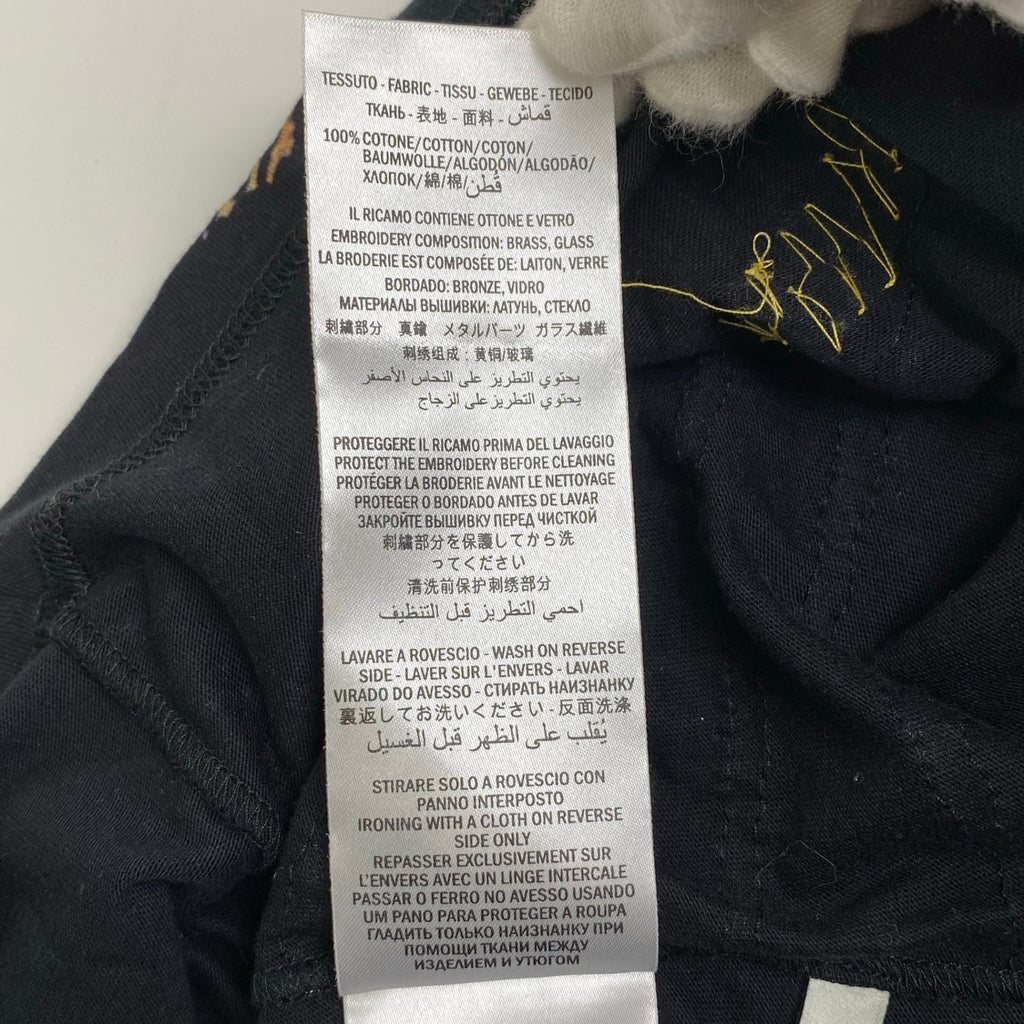 TESSUTO - FABRIC - TISSU - GEWEBE - TECIDO
ТКАНЬ - 表地 - 面料 - قماش
100% COTONE/COTTON/COTON/
BAUMWOLLE/ALGODÓN/ALGODÃO/
ХЛОПОК/綿/棉/قُطن
IL RICAMO CONTIENE OTTONE E VETRO
EMBROIDERY COMPOSITION: BRASS, GLASS
LA BRODERIE EST COMPOSÉE DE: LAITON, VERRE
BORDADO: BRONZE, VIDRO
МАТЕРИАЛЫ ВЫШИВКИ: ЛАТУНЬ, СТЕКЛО
刺繍部分 真鍮 メタルパーツ ガラス繊維
刺绣组成：黄铜/玻璃
يحتوي التطريز على النحاس الأصفر
يحتوي التطريز على الزجاج
PROTEGGERE IL RICAMO PRIMA DEL LAVAGGIO
PROTECT THE EMBROIDERY BEFORE CLEANING
PROTÉGER LA BRODERIE AVANT LE NETTOYAGE
PROTEGER O BORDADO ANTES DE LAVAR
ЗАКРОЙТЕ ВЫШИВКУ ПЕРЕД ЧИСТКОЙ
刺繍部分を保護してから洗
ってください
清洗前保护刺绣部分
احمي التطريز قبل التنظيف
LAVARE A ROVESCIO - WASH ON REVERSE
SIDE - LAVER SUR L'ENVERS - LAVAR
VIRADO DO AVESSO - СТИРАТЬ НАИЗНАНКУ
裏返してお洗いください - 反面洗涤
يُقلب على الظهر قبل الغسيل
STIRARE SOLO A ROVESCIO CON
PANNO INTERPOSTO
IRONING WITH A CLOTH ON REVERSE
SIDE ONLY
REPASSER EXCLUSIVEMENT SUR
L'ENVERS AVEC UN LINGE INTERCALE
PASSAR O FERRO NO AVESSO USANDO
UM PANO PARA PROTEGER A ROUPA
ГЛАДИТЬ ТОЛЬКО НАИЗНАНКУ ПРИ
ПОМОЩИ ТКАНИ МЕЖДУ
ИЗДЕЛИЕМ И УТЮГОМ